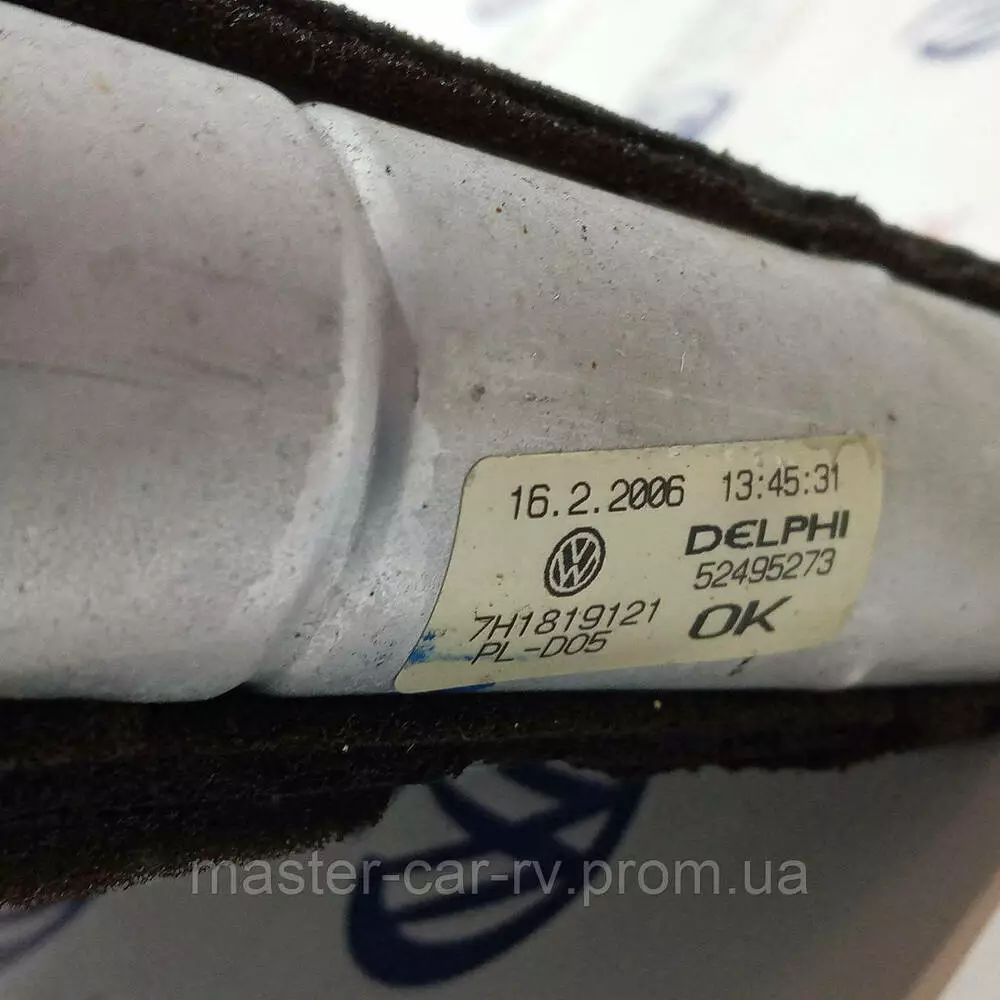 16.2.2006 13:45:31
DELPHI
52495273
7H1819121
PL-D05
OK
master-car-rv.prom.ua